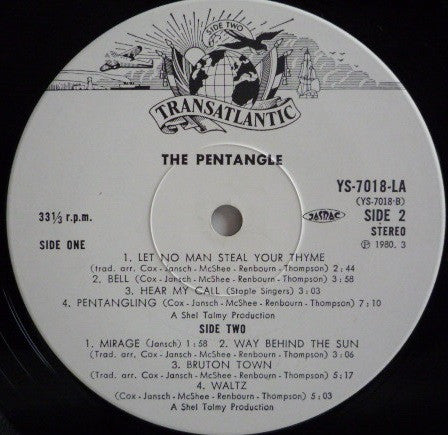 SIDE TWO
TRANSATLANTIC
THE PENTANGLE
YS-7018-LA
(YS-7018-B)
33 1/3 r.p.m.
JASRAC
SIDE 2
STEREO
SIDE ONE
Ⓟ 1980. 3
1. LET NO MAN STEAL YOUR THYME
(trad. arr. Cox - Jansch - McShee - Renbourn - Thompson) 2 : 44
2. BELL (Cox - Jansch - McShee - Renbourn - Thompson) 3 : 58
3. HEAR MY CALL (Staple Singers) 3 : 03
4. PENTANGLING (Cox - Jansch - McShee - Renbourn - Thompson) 7 : 10
A Shel Talmy Production
SIDE TWO
1. MIRAGE (Jansch) 1 : 58 2. WAY BEHIND THE SUN
(Trad. arr. Cox - Jansch - McShee - Renbourn - Thompson) 3 : 06
3. BRUTON TOWN
(Trad. arr. Cox - Jansch - McShee - Renbourn - Thompson) 5 : 17
4. WALTZ
(Cox - Jansch - McShee - Renbourn - Thompson) 5 : 03
A Shel Talmy Production